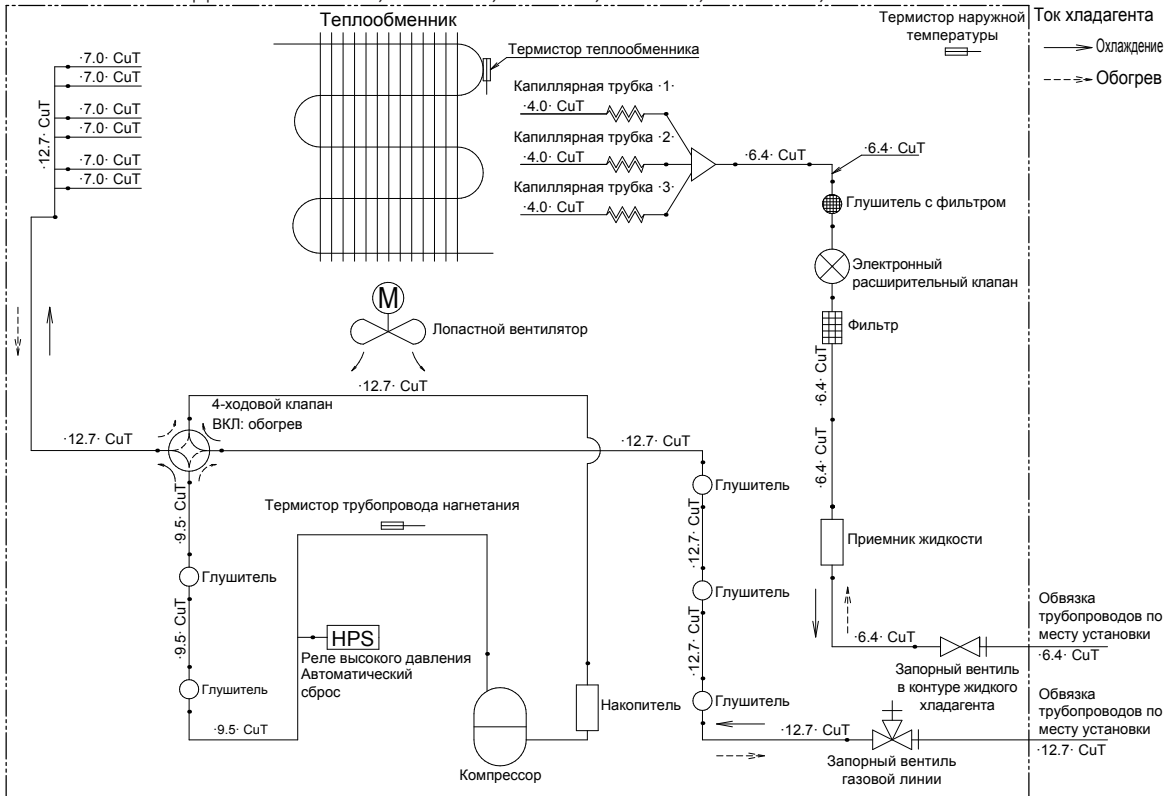 Теплообменник
Термистор наружной
температуры
Ток хладагента
Охлаждение
Обогрев
Термистор теплообменника
·7.0· CuT
·7.0· CuT
·7.0· CuT
·7.0· CuT
·7.0· CuT
·7.0· CuT
·12.7· CuT
Капиллярная трубка ·1·
·4.0· CuT
Капиллярная трубка ·2·
·4.0· CuT
Капиллярная трубка ·3·
·4.0· CuT
·6.4· CuT
·6.4· CuT
Глушитель с фильтром
Электронный
расширительный клапан
Фильтр
M
Лопастной вентилятор
·6.4· CuT
·12.7· CuT
4-ходовой клапан
ВКЛ: обогрев
·12.7· CuT
·12.7· CuT
·6.4· CuT
Глушитель
Термистор трубопровода нагнетания
·9.5· CuT
Приемник жидкости
·12.7· CuT
Глушитель
Глушитель
·9.5· CuT
HPS
Реле высокого давления
Автоматический
сброс
·12.7· CuT
·6.4· CuT
Обвязка
трубопроводов по
месту установки
·6.4· CuT
Запорный вентиль
в контуре жидкого
хладагента
Глушитель
·9.5· CuT
Накопитель
Глушитель
Компрессор
·12.7· CuT
Запорный вентиль
газовой линии
Обвязка
трубопроводов по
месту установки
·12.7· CuT